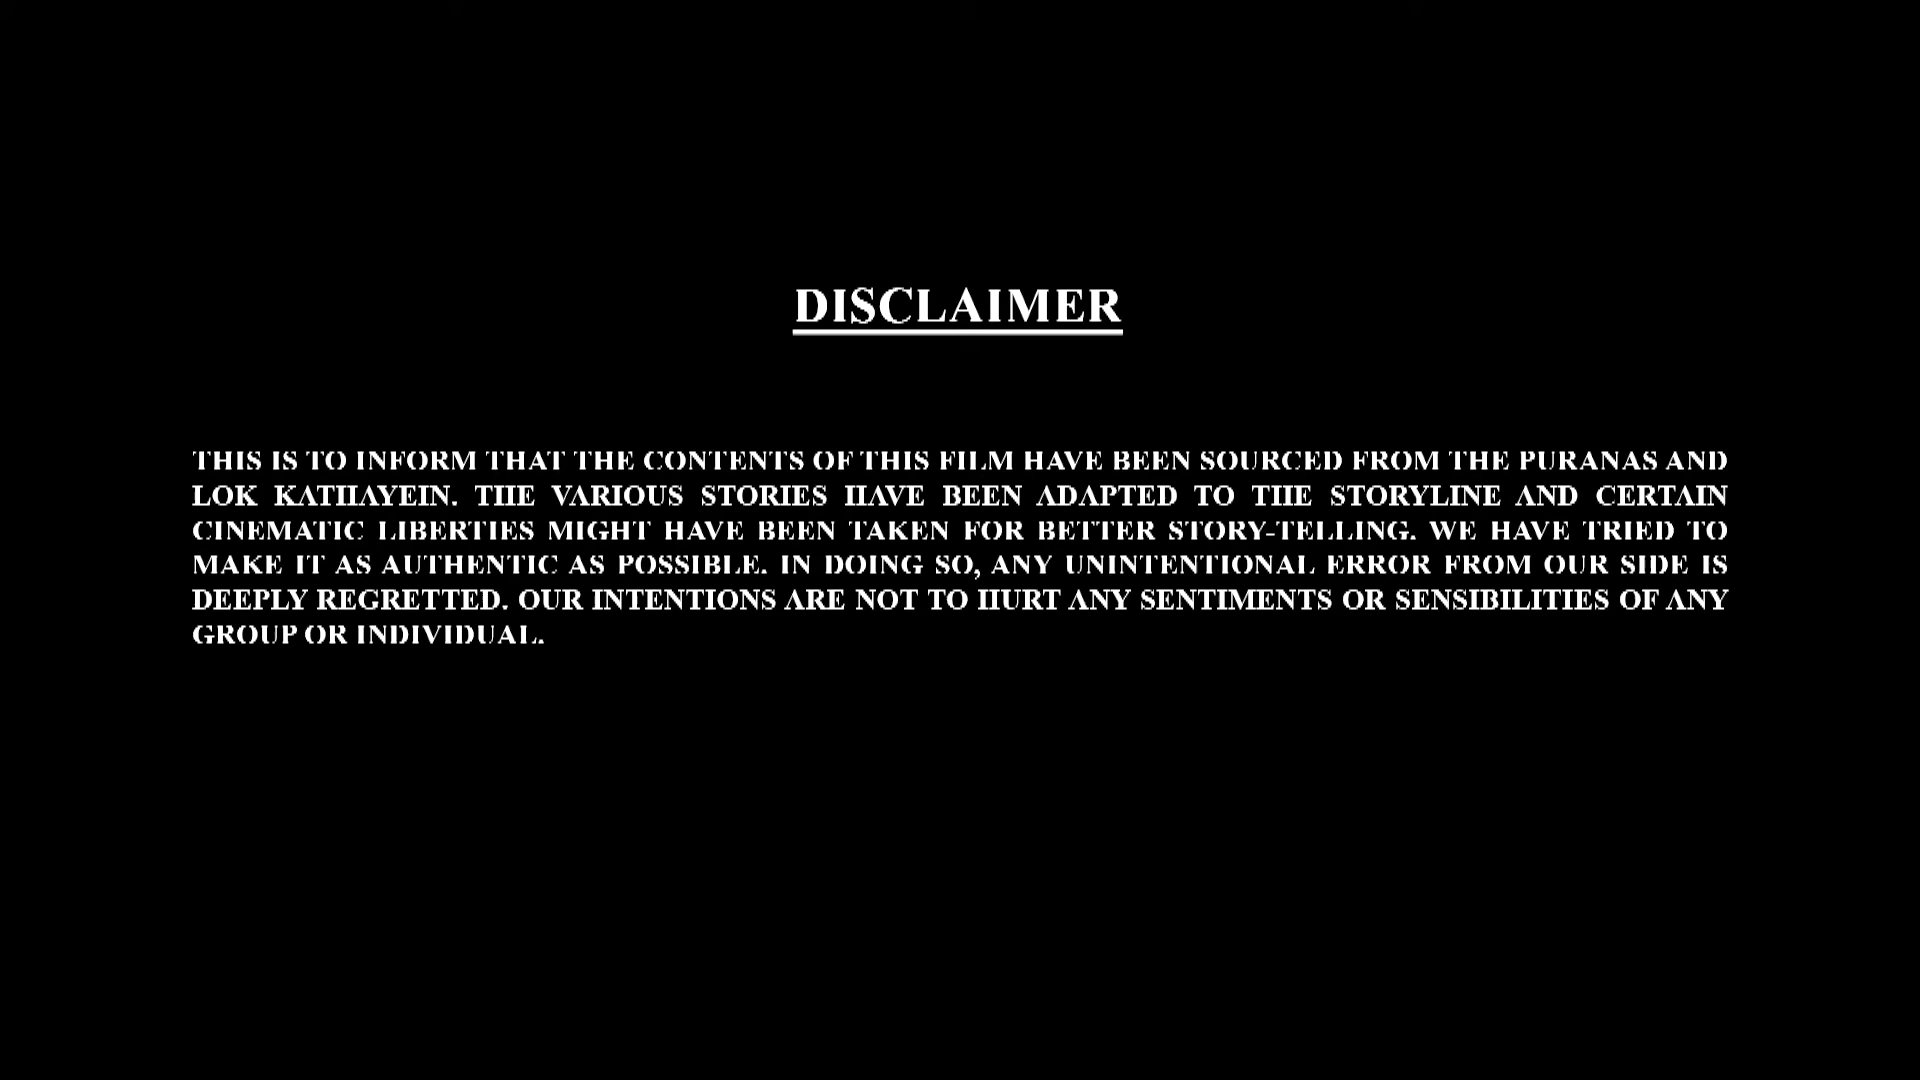 DISCLAIMER
THIS IS TO INFORM THAT THE CONTENTS OF THIS FILM HAVE BEEN SOURCED FROM THE PURANAS AND
LOK KATHAYEIN. THE VARIOUS STORIES HAVE BEEN ADAPTED TO THE STORYLINE AND CERTAIN
CINEMATIC LIBERTIES MIGHT HAVE BEEN TAKEN FOR BETTER STORY-TELLING. WE HAVE TRIED TO
MAKE IT AS AUTHENTIC AS POSSIBLE. IN DOING SO, ANY UNINTENTIONAL ERROR FROM OUR SIDE IS
DEEPLY REGRETTED. OUR INTENTIONS ARE NOT TO HURT ANY SENTIMENTS OR SENSIBILITIES OF ANY
GROUP OR INDIVIDUAL.